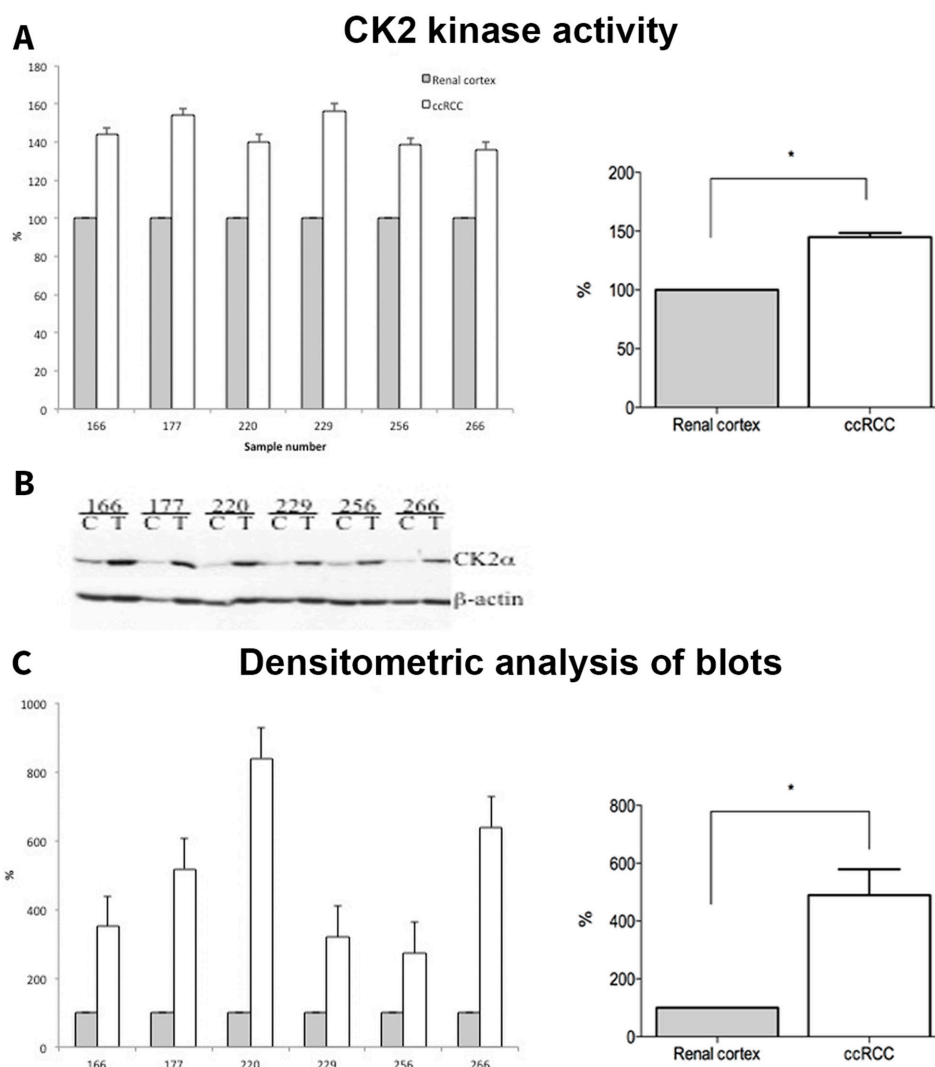 A
CK2 kinase activity
180
160
140
120
100
80
60
40
20
0
%
Renal cortex
ccRCC
166 177 220 229 256 266
Sample number
*
200
150
100
50
0
%
Renal cortex ccRCC
B
166 177 220 229 256 266
C T C T C T C T C T C T
CK2α
β-actin
C
Densitometric analysis of blots
1000
800
600
400
200
0
%
166 177 220 229 256 266
*
800
600
400
200
0
%
Renal cortex ccRCC